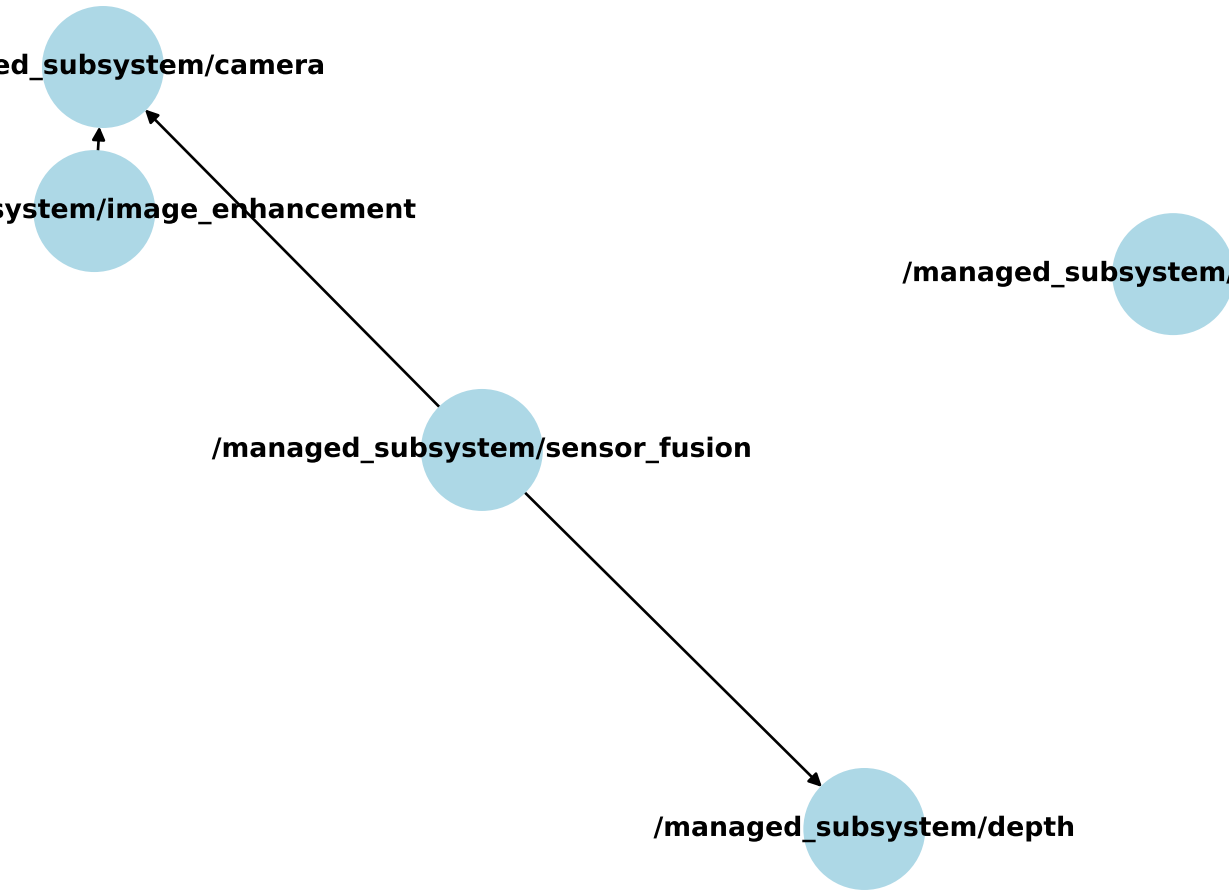 ed_subsystem/camera
system/image_enhancement
/managed_subsystem/
/managed_subsystem/sensor_fusion
/managed_subsystem/depth